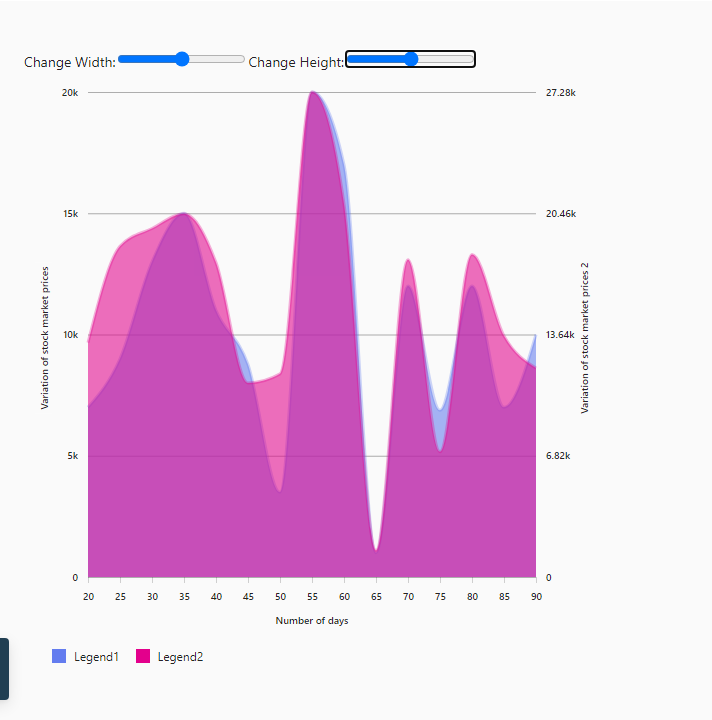 Change Width: Change Height:
20k 27.28k
15k 20.46k
10k 13.64k
5k 6.82k
0 0
Variation of stock market prices
Variation of stock market prices 2
20 25 30 35 40 45 50 55 60 65 70 75 80 85 90
Number of days
Legend1 Legend2